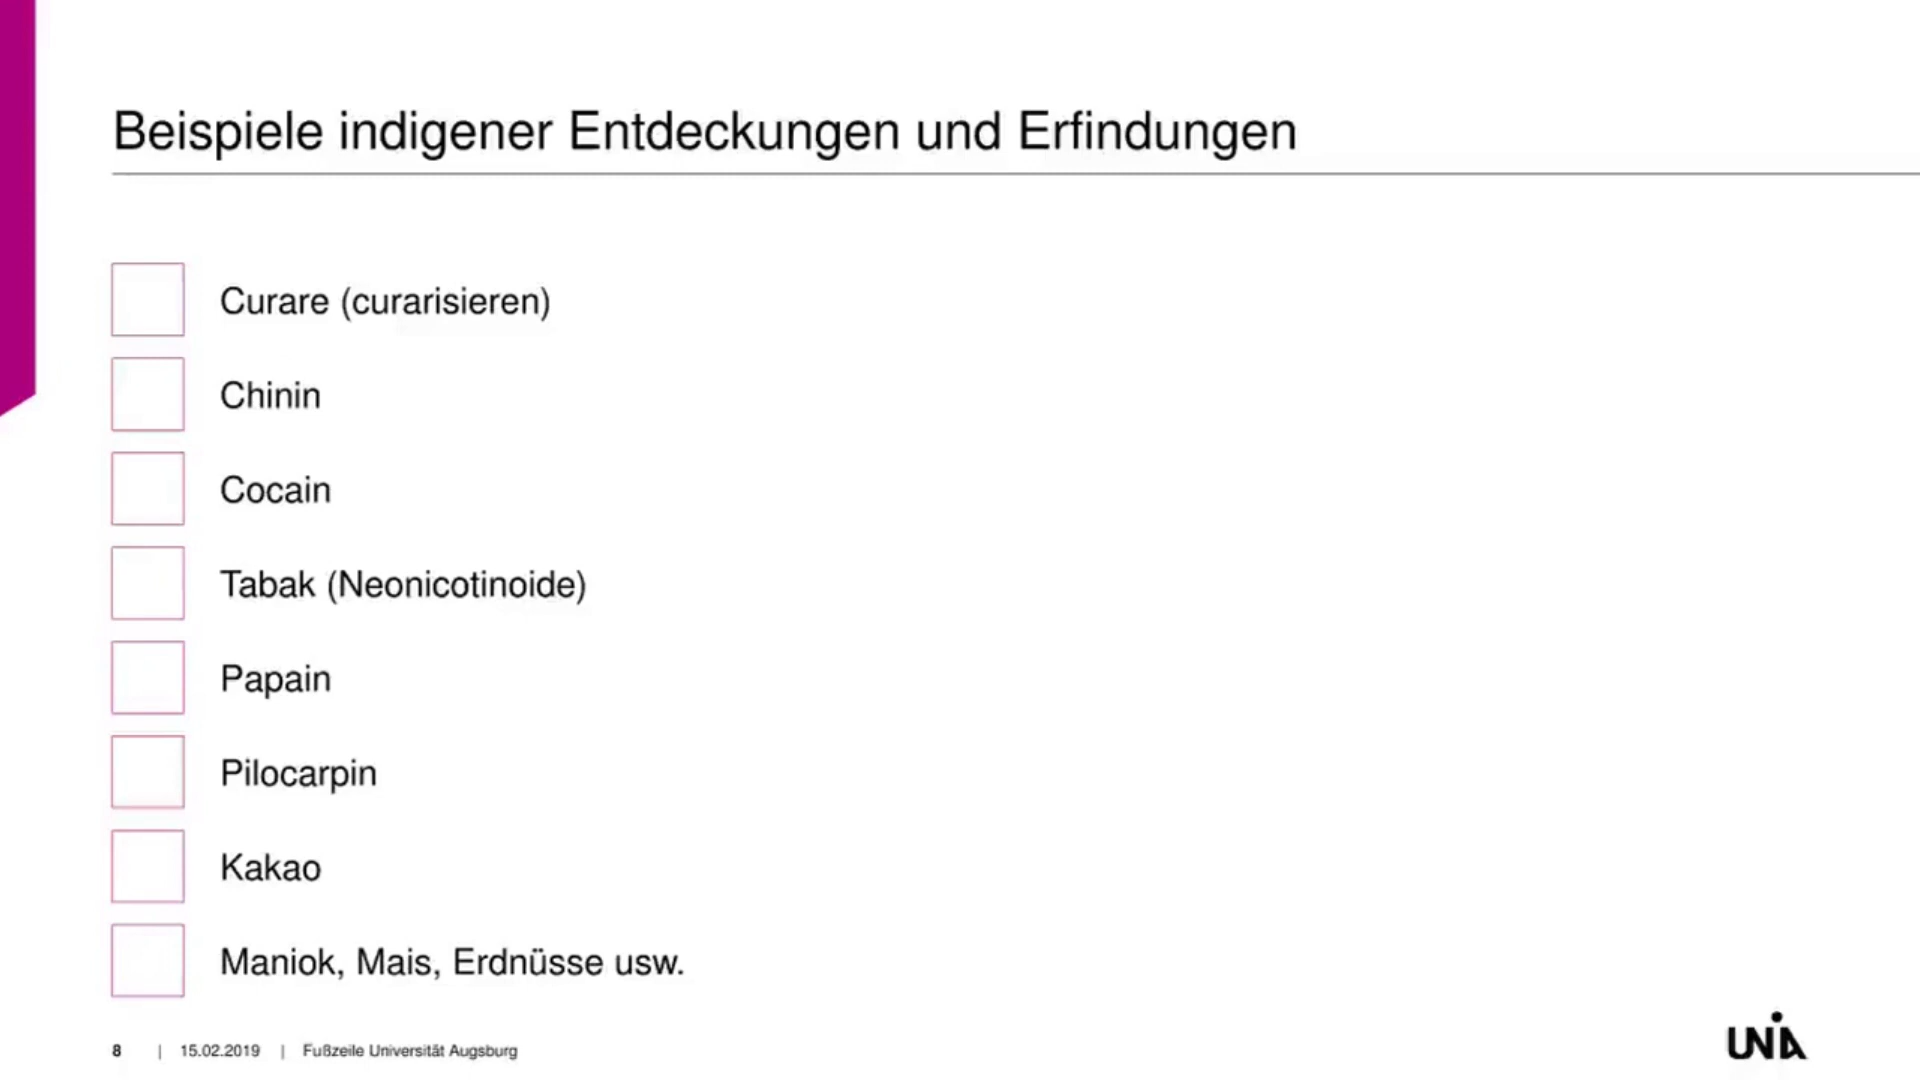 Beispiele indigener Entdeckungen und Erfindungen
Curare (curarisieren)
Chinin
Cocain
Tabak (Neonicotinoide)
Papain
Pilocarpin
Kakao
Maniok, Mais, Erdnüsse usw.
8 | 15.02.2019 | Fußzeile Universität Augsburg
UNIA